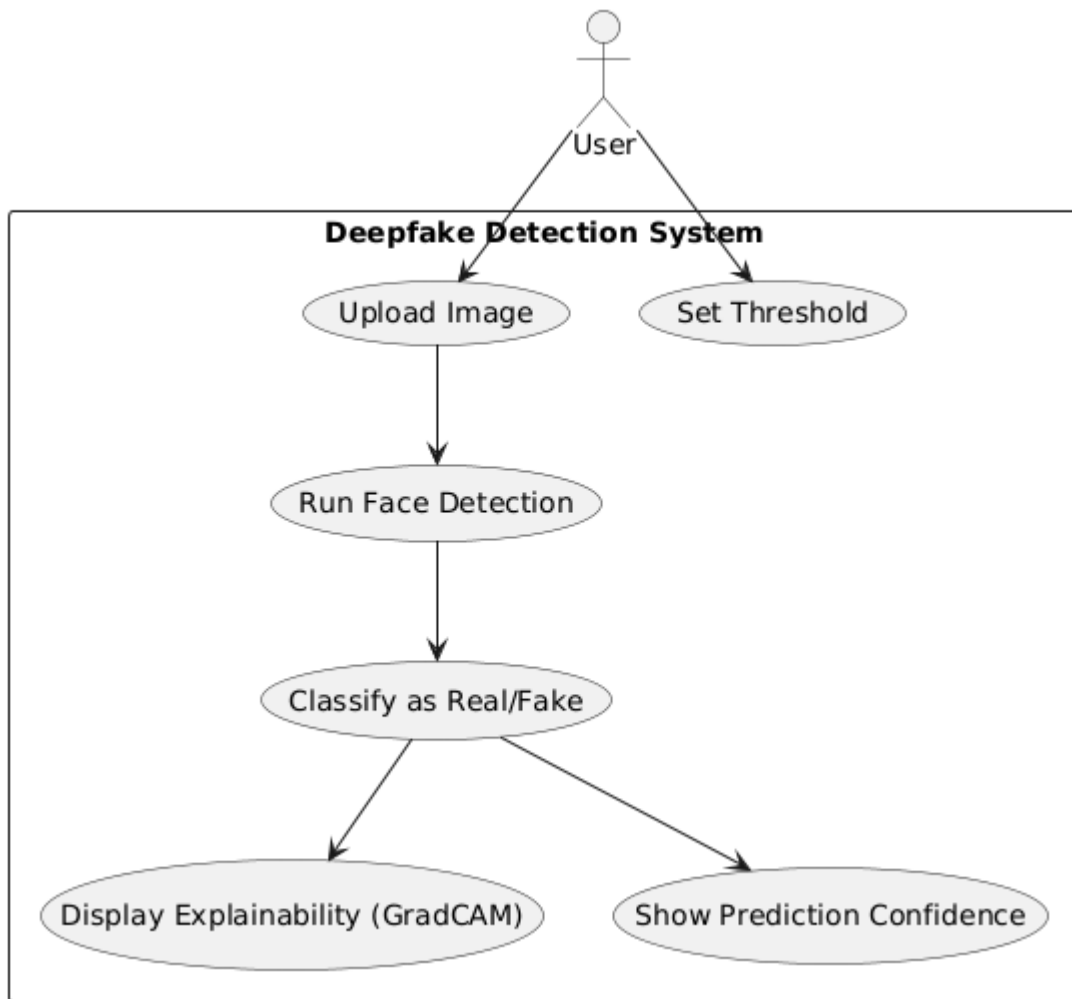 User
Deepfake Detection System
Upload Image
Set Threshold
Run Face Detection
Classify as Real/Fake
Display Explainability (GradCAM)
Show Prediction Confidence